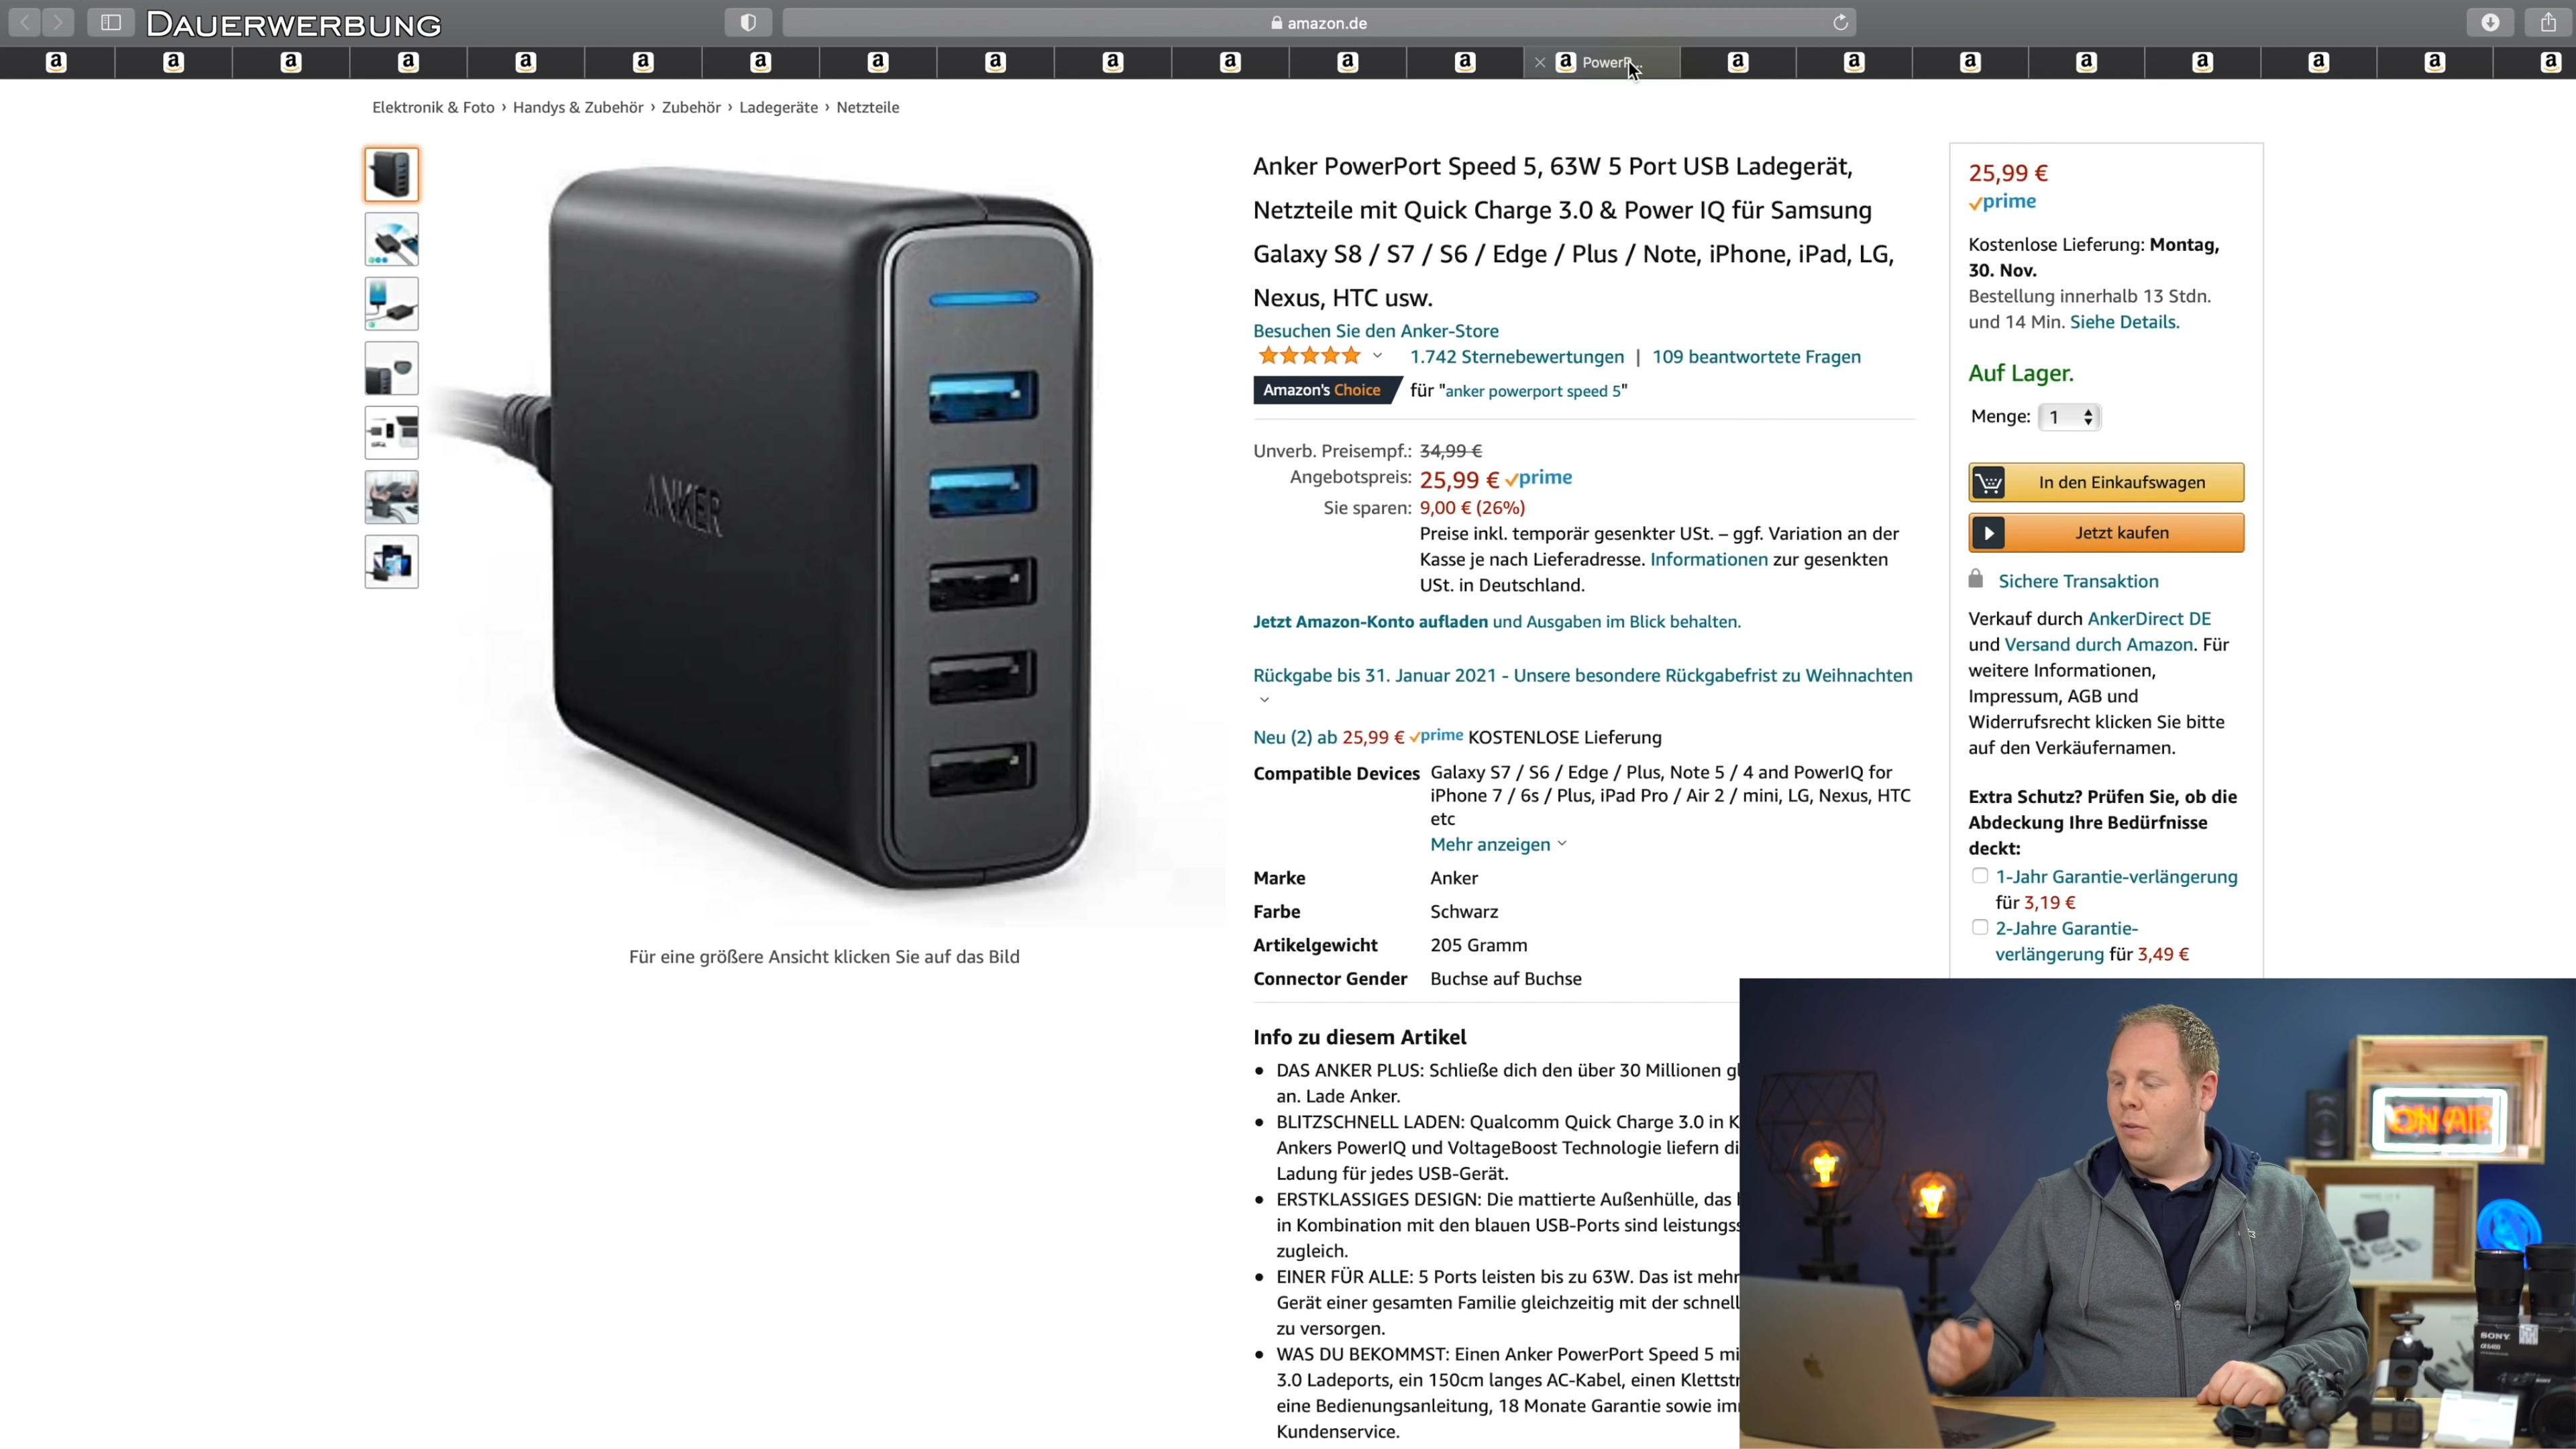 DAUERWERBUNG
amazon.de
PowerP...
Elektronik & Foto › Handys & Zubehör › Zubehör › Ladegeräte › Netzteile
ANKER
Für eine größere Ansicht klicken Sie auf das Bild
Anker PowerPort Speed 5, 63W 5 Port USB Ladegerät,
Netzteile mit Quick Charge 3.0 & Power IQ für Samsung
Galaxy S8 / S7 / S6 / Edge / Plus / Note, iPhone, iPad, LG,
Nexus, HTC usw.
Besuchen Sie den Anker-Store
1.742 Sternebewertungen | 109 beantwortete Fragen
Amazon's Choice für "anker powerport speed 5"
Unverb. Preisempf.: 34,99 €
Angebotspreis: 25,99 € prime
Sie sparen: 9,00 € (26%)
Preise inkl. temporär gesenkter USt. – ggf. Variation an der
Kasse je nach Lieferadresse. Informationen zur gesenkten
USt. in Deutschland.
Jetzt Amazon-Konto aufladen und Ausgaben im Blick behalten.
Rückgabe bis 31. Januar 2021 - Unsere besondere Rückgabefrist zu Weihnachten
Neu (2) ab 25,99 € prime KOSTENLOSE Lieferung
Compatible Devices Galaxy S7 / S6 / Edge / Plus, Note 5 / 4 and PowerIQ for
iPhone 7 / 6s / Plus, iPad Pro / Air 2 / mini, LG, Nexus, HTC
etc
Mehr anzeigen
Marke Anker
Farbe Schwarz
Artikelgewicht 205 Gramm
Connector Gender Buchse auf Buchse
Info zu diesem Artikel
DAS ANKER PLUS: Schließe dich den über 30 Millionen
an. Lade Anker.
BLITZSCHNELL LADEN: Qualcomm Quick Charge 3.0 in
Ankers PowerIQ und VoltageBoost Technologie liefern
Ladung für jedes USB-Gerät.
ERSTKLASSIGES DESIGN: Die mattierte Außenhülle, das
in Kombination mit den blauen USB-Ports sind
zugleich.
EINER FÜR ALLE: 5 Ports leisten bis zu 63W. Das ist
Gerät einer gesamten Familie gleichzeitig mit der
zu versorgen.
WAS DU BEKOMMST: Einen Anker PowerPort Speed 5
3.0 Ladeports, ein 150cm langes AC-Kabel, einen
eine Bedienungsanleitung, 18 Monate Garantie sowie
Kundenservice.
25,99 €
prime
Kostenlose Lieferung: Montag,
30. Nov.
Bestellung innerhalb 13 Stdn.
und 14 Min. Siehe Details.
Auf Lager.
Menge: 1
In den Einkaufswagen
Jetzt kaufen
Sichere Transaktion
Verkauf durch AnkerDirect DE
und Versand durch Amazon. Für
weitere Informationen,
Impressum, AGB und
Widerrufsrecht klicken Sie bitte
auf den Verkäufernamen.
Extra Schutz? Prüfen Sie, ob die
Abdeckung Ihre Bedürfnisse
deckt:
1-Jahr Garantie-verlängerung
für 3,19 €
2-Jahre Garantie-
verlängerung für 3,49 €
ON AIR
SONY